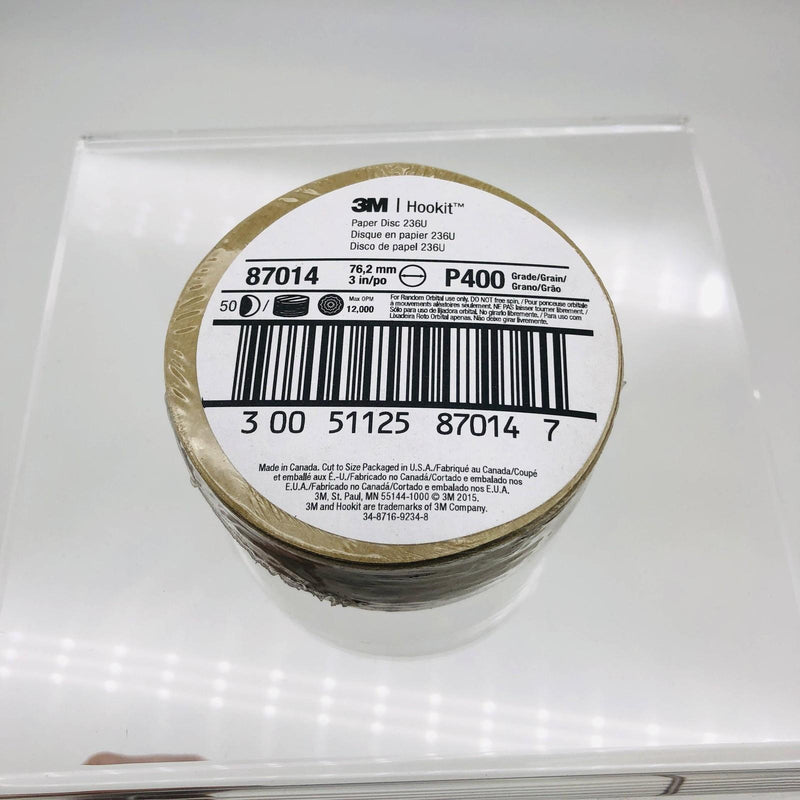 3M | Hookit™
Paper Disc 236U
Disque en papier 236U
Disco de papel 236U
87014 76,2 mm 3 in/po P400 Grade/Grain/ Grano/Grão
50 / Max OPM 12,000
For Random Orbital use only, DO NOT free spin. / Pour ponceuse orbitale
à mouvements aléatoires seulement. NE PAS laisser tourner librement. /
Sólo para uso de lijadora orbital. No girarlo libremente. / Para uso com
Lixadeira Roto Orbital apenas. Não deixe girar livremente.
3 00 51125 87014 7
Made in Canada. Cut to Size Packaged in U.S.A./Fabriqué au Canada/Coupé
et emballé aux É.-U./Fabricado no Canadá/Cortado e embalado nos
E.U.A./Fabricado no Canadá/Cortado e embalado nos E.U.A.
3M, St. Paul, MN 55144-1000 © 3M 2015.
3M and Hookit are trademarks of 3M Company.
34-8716-9234-8